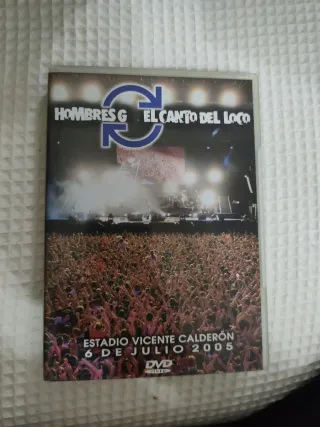 HOMBRES G EL CANTO DEL LOCO
ESTADIO VICENTE CALDERÓN
6 DE JULIO 2005
DVD